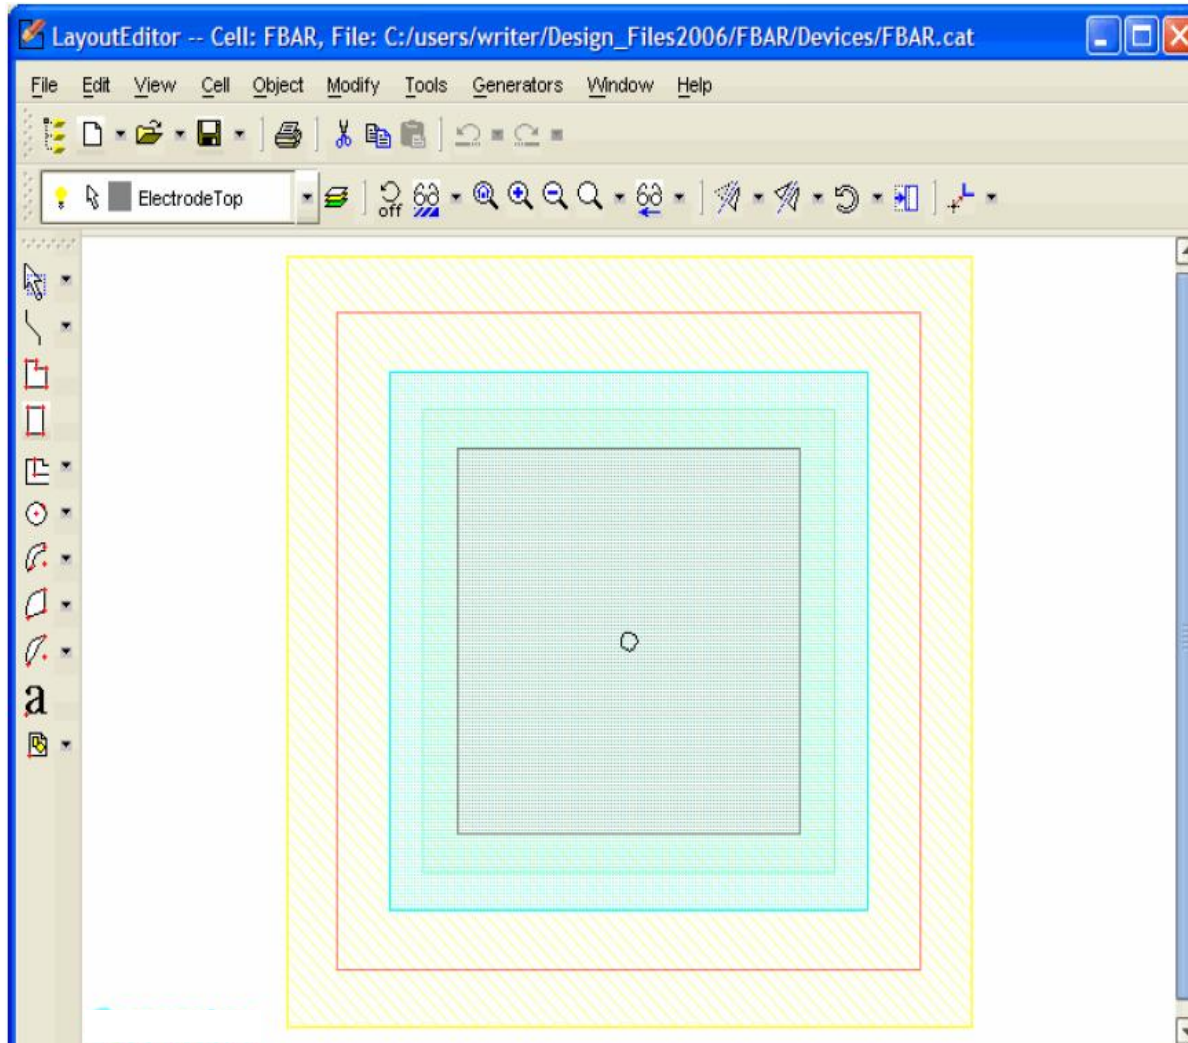 LayoutEditor -- Cell: FBAR, File: C:/users/writer/Design_Files2006/FBAR/Devices/FBAR.cat
File Edit View Cell Object Modify Tools Generators Window Help
ElectrodeTop
off
a